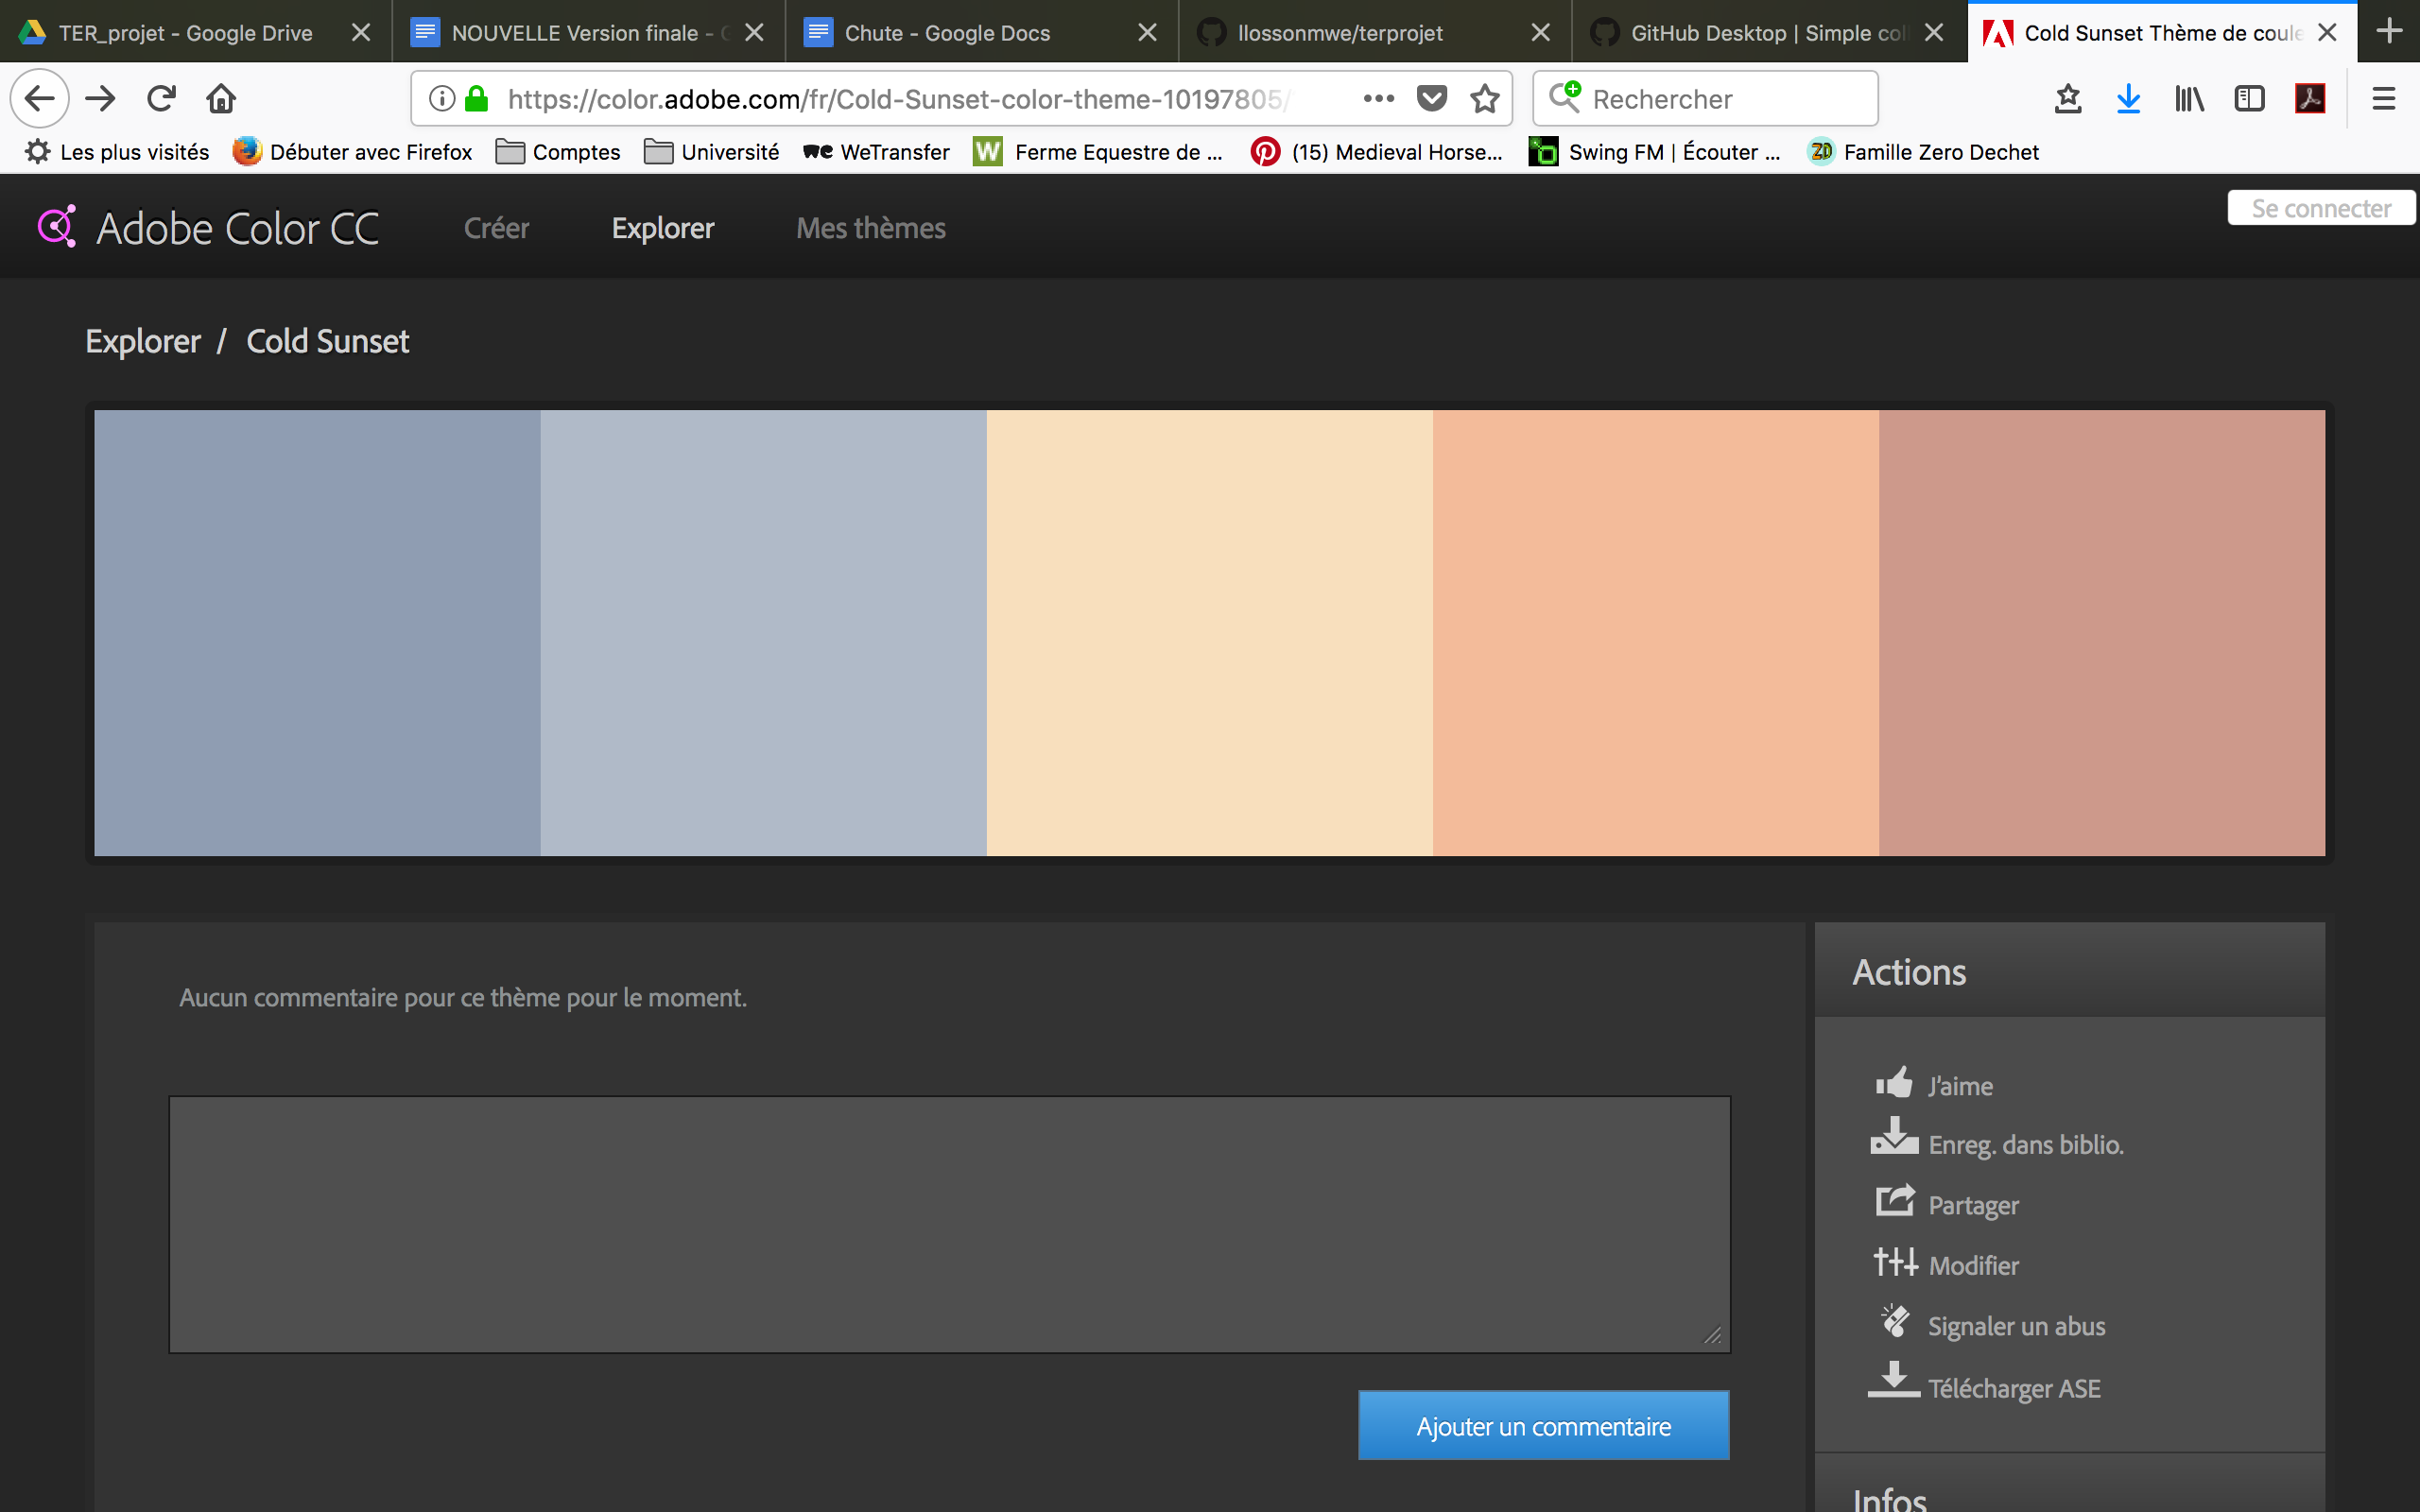 TER_projet - Google Drive
NOUVELLE Version finale - G
Chute - Google Docs
llossonmwe/terprojet
GitHub Desktop | Simple coll
Cold Sunset Thème de coule
https://color.adobe.com/fr/Cold-Sunset-color-theme-10197805/
Rechercher
Les plus visités
Débuter avec Firefox
Comptes
Université
WeTransfer
Ferme Equestre de ...
(15) Medieval Horse...
Swing FM | Écouter ...
Famille Zero Dechet
Adobe Color CC
Créer
Explorer
Mes thèmes
Se connecter
Explorer / Cold Sunset
Aucun commentaire pour ce thème pour le moment.
Ajouter un commentaire
Actions
J'aime
Enreg. dans biblio.
Partager
Modifier
Signaler un abus
Télécharger ASE
Infos